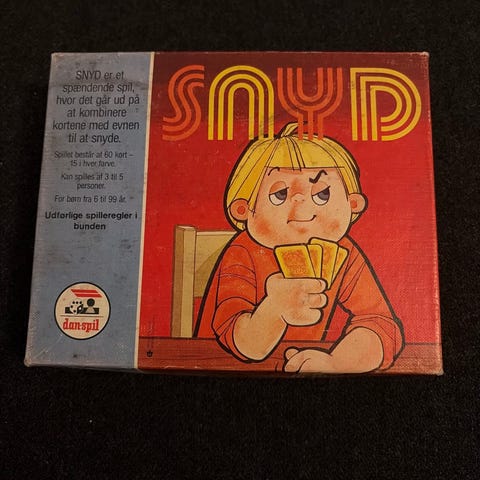 SNYD
SNYD er et
spændende spil,
hvor det går ud på
at kombinere
kortene med evnen
til at snyde.
Spillet består af 60 kort –
15 i hver farve.
Kan spilles af 3 til 5
personer.
For børn fra 6 til 99 år.
Udførlige spilleregler i
bunden
dan-spil